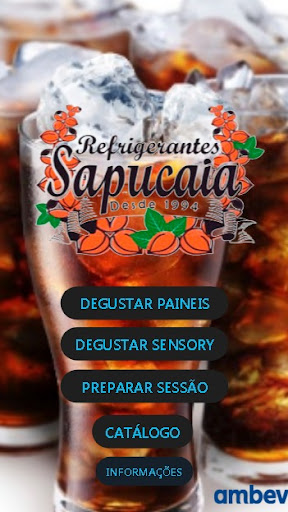 Refrigerantes
Sapucaia
Desde 1994
DEGUSTAR PAINEIS
DEGUSTAR SENSORY
PREPARAR SESSÃO
CATÁLOGO
INFORMAÇÕES
ambev